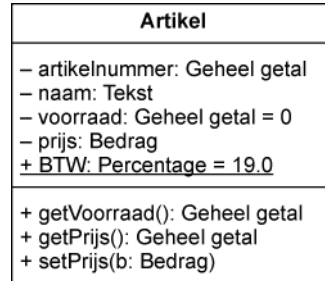 Artikel
– artikelnummer: Geheel getal
– naam: Tekst
– voorraad: Geheel getal = 0
– prijs: Bedrag
+ BTW: Percentage = 19.0
+ getVoorraad(): Geheel getal
+ getPrijs(): Geheel getal
+ setPrijs(b: Bedrag)